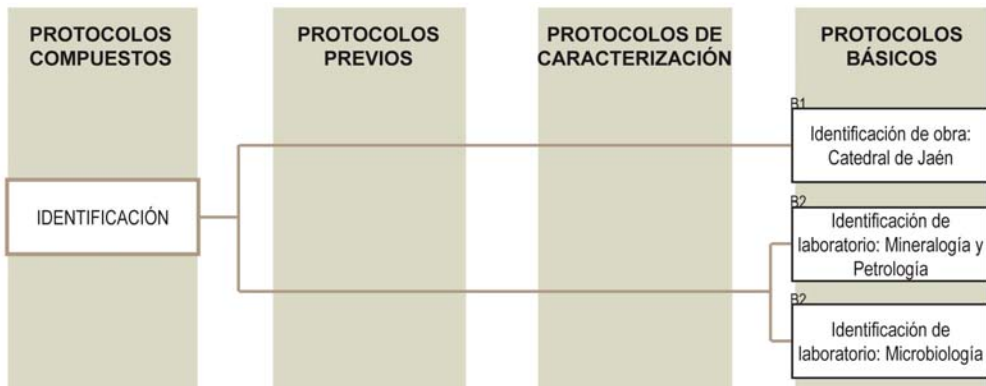 PROTOCOLOS
COMPUESTOS
PROTOCOLOS
PREVIOS
PROTOCOLOS DE
CARACTERIZACIÓN
PROTOCOLOS
BÁSICOS
B1
Identificación de obra:
Catedral de Jaén
IDENTIFICACIÓN
B2
Identificación de
laboratorio: Mineralogía y
Petrología
B2
Identificación de
laboratorio: Microbiología